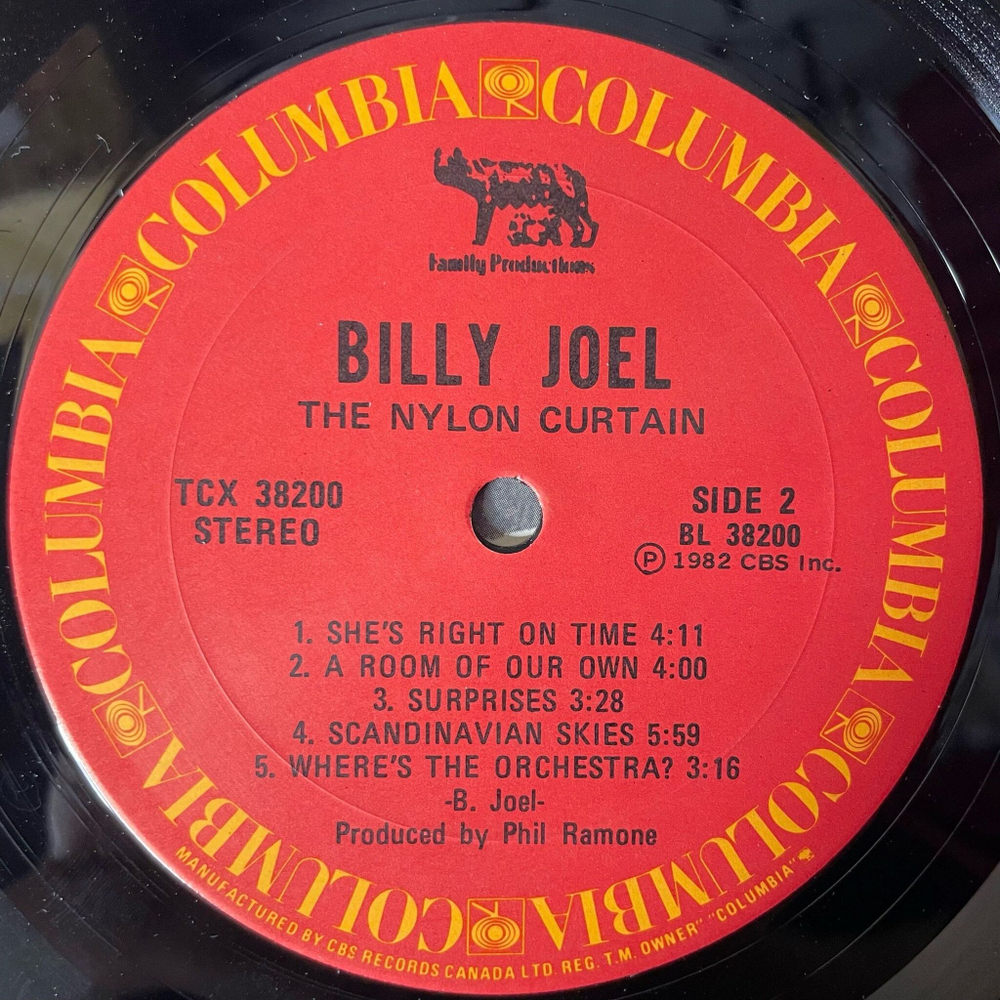 COLUMBIA COLUMBIA COLUMBIA COLUMBIA COLUMBIA COLUMBIA COLUMBIA COLUMBIA
Family Productions
BILLY JOEL
THE NYLON CURTAIN
TCX 38200
STEREO
SIDE 2
BL 38200
Ⓟ 1982 CBS Inc.
1. SHE'S RIGHT ON TIME 4:11
2. A ROOM OF OUR OWN 4:00
3. SURPRISES 3:28
4. SCANDINAVIAN SKIES 5:59
5. WHERE'S THE ORCHESTRA? 3:16
-B. Joel-
Produced by Phil Ramone
MANUFACTURED BY CBS RECORDS CANADA LTD. REG. T.M. OWNER" "COLUMBIA"